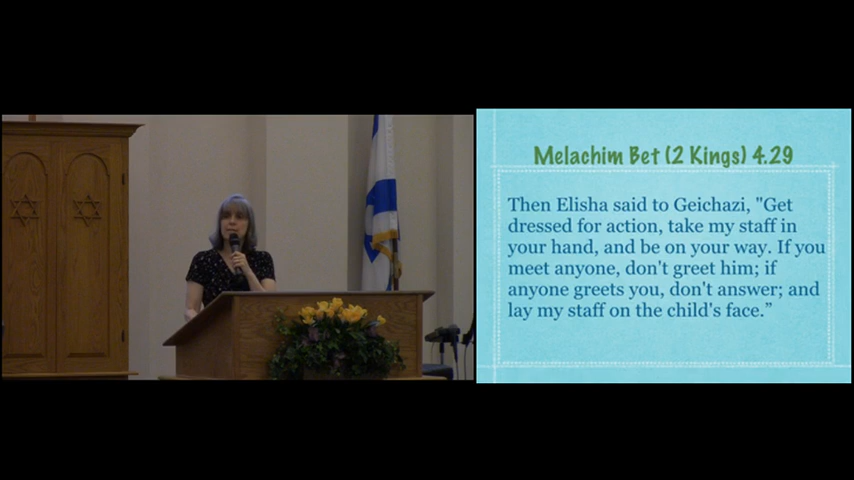 Melachim Bet (2 Kings) 4.29
Then Elisha said to Geichazi, "Get
dressed for action, take my staff in
your hand, and be on your way. If you
meet anyone, don't greet him; if
anyone greets you, don't answer; and
lay my staff on the child's face.”